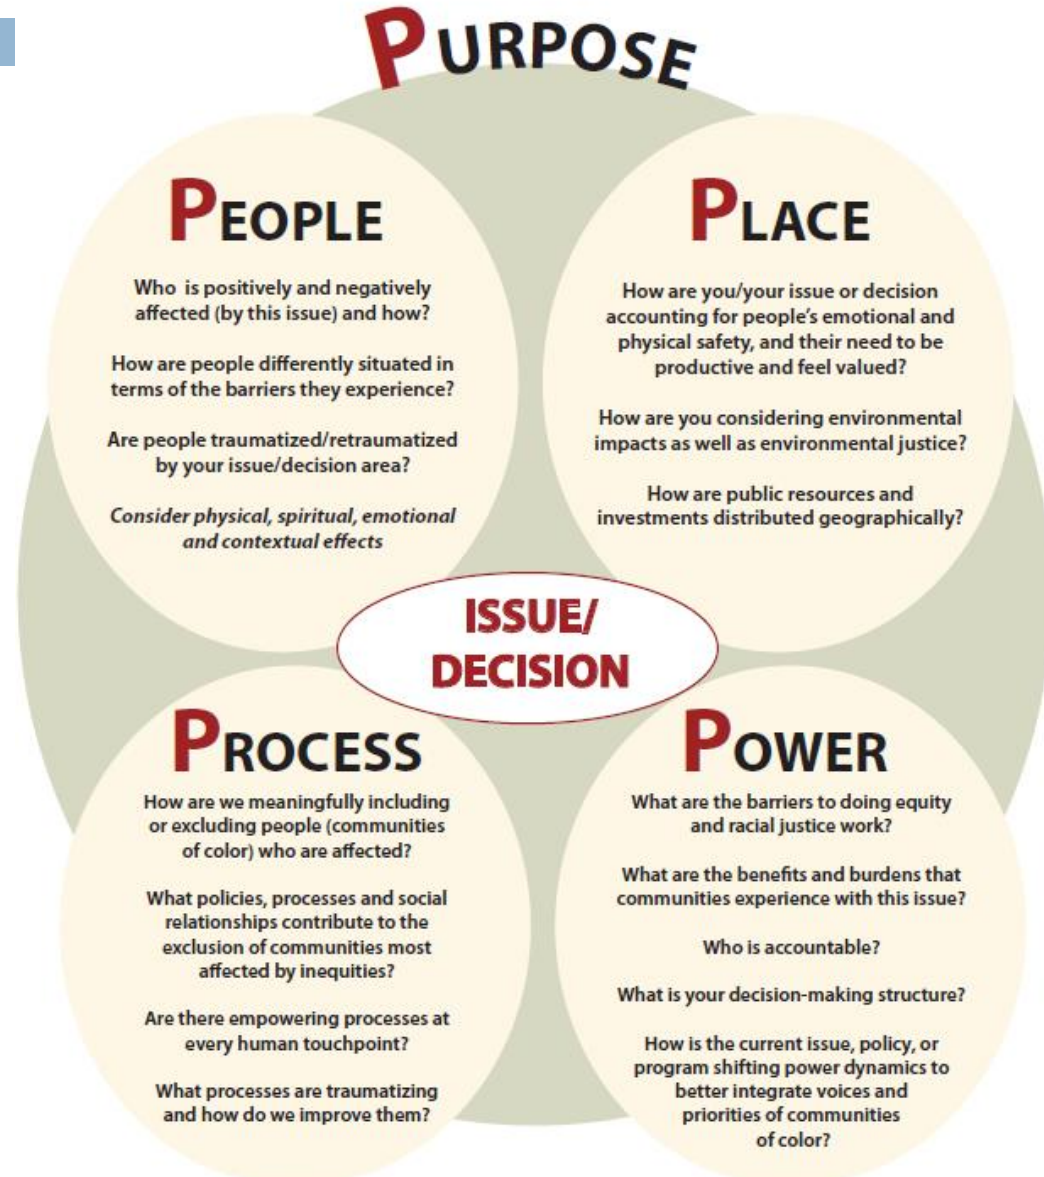 PURPOSE
PEOPLE
Who is positively and negatively
affected (by this issue) and how?
How are people differently situated in
terms of the barriers they experience?
Are people traumatized/retraumatized
by your issue/decision area?
Consider physical, spiritual, emotional
and contextual effects
PLACE
How are you/your issue or decision
accounting for people's emotional and
physical safety, and their need to be
productive and feel valued?
How are you considering environmental
impacts as well as environmental justice?
How are public resources and
investments distributed geographically?
ISSUE/
DECISION
PROCESS
How are we meaningfully including
or excluding people (communities
of color) who are affected?
What policies, processes and social
relationships contribute to the
exclusion of communities most
affected by inequities?
Are there empowering processes at
every human touchpoint?
What processes are traumatizing
and how do we improve them?
POWER
What are the barriers to doing equity
and racial justice work?
What are the benefits and burdens that
communities experience with this issue?
Who is accountable?
What is your decision-making structure?
How is the current issue, policy, or
program shifting power dynamics to
better integrate voices and
priorities of communities
of color?